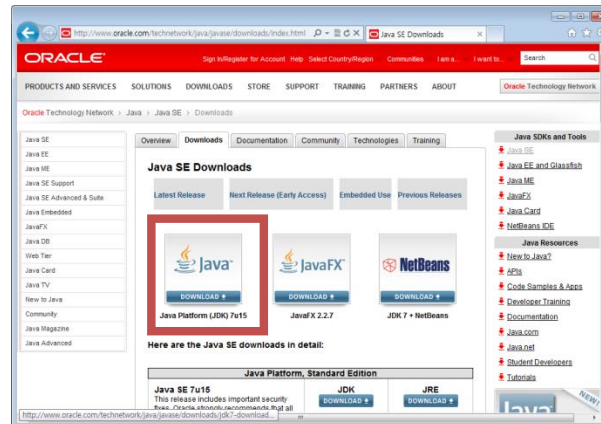 http://www.oracle.com/technetwork/java/javase/downloads/index.html
Java SE Downloads
ORACLE
Sign In/Register for Account Help Select Country/Region Communities I am a... I want to... Search
PRODUCTS AND SERVICES SOLUTIONS DOWNLOADS STORE SUPPORT TRAINING PARTNERS ABOUT Oracle Technology Network
Oracle Technology Network > Java > Java SE > Downloads
Java SE
Java EE
Java ME
Java SE Support
Java SE Advanced & Suite
Java Embedded
JavaFX
Java DB
Web Tier
Java Card
Java TV
New to Java
Community
Java Magazine
Java Advanced
Overview Downloads Documentation Community Technologies Training
Java SE Downloads
Latest Release Next Release (Early Access) Embedded Use Previous Releases
Java JavaFX NetBeans
DOWNLOAD DOWNLOAD DOWNLOAD
Java Platform (JDK) 7u15 JavaFX 2.2.7 JDK 7 + NetBeans
Here are the Java SE downloads in detail:
Java Platform, Standard Edition
Java SE 7u15 JDK JRE
This release includes important security DOWNLOAD DOWNLOAD
fixes. Oracle strongly recommends that all
Java SDKs and Tools
Java SE
Java EE and Glassfish
Java ME
JavaFX
Java Card
NetBeans IDE
Java Resources
New to Java?
APIs
Code Samples & Apps
Developer Training
Documentation
Java.com
Java.net
Student Developers
Tutorials
NEW!
Java
http://www.oracle.com/technetwork/java/javase/downloads/jdk7-download...